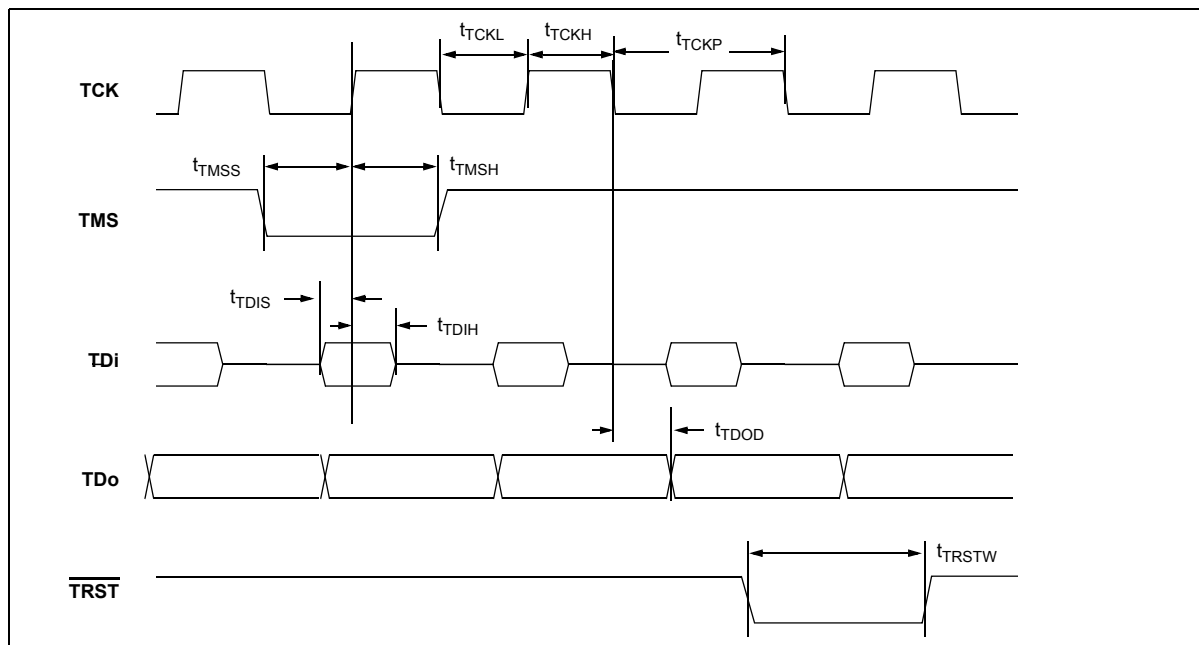 tTCKL
tTCKH
tTCKP
TCK
tTMSS
tTMSH
TMS
tTDIS
tTDIH
TDi
tTDOD
TDo
tTRSTW
TRST